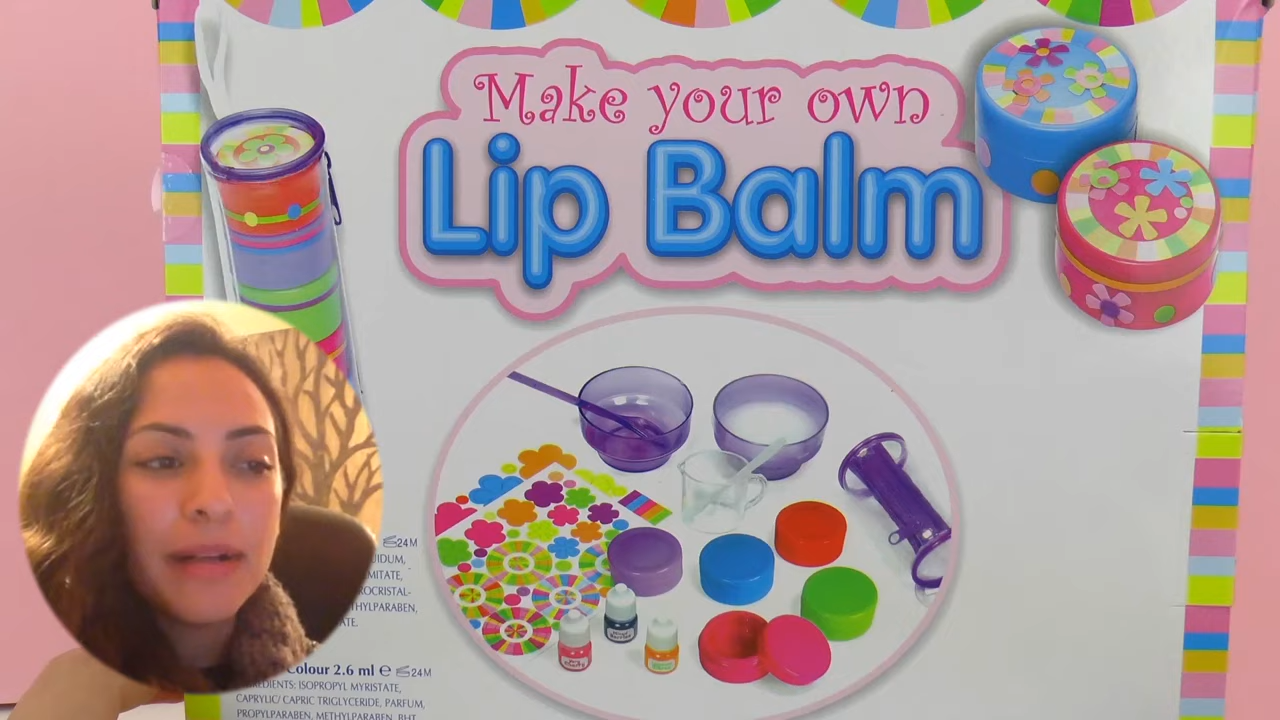 Make your own
Lip Balm
24M
UIDUM,
MITATE,
ROCRISTAL-
THYLPARABEN,
ATE.
Colour 2.6 ml ℮ 24M
EDIENTS: ISOPROPYL MYRISTATE,
CAPRYLIC/ CAPRIC TRIGLYCERIDE, PARFUM,
PROPYLPARABEN, METHYLPARABEN, BHT